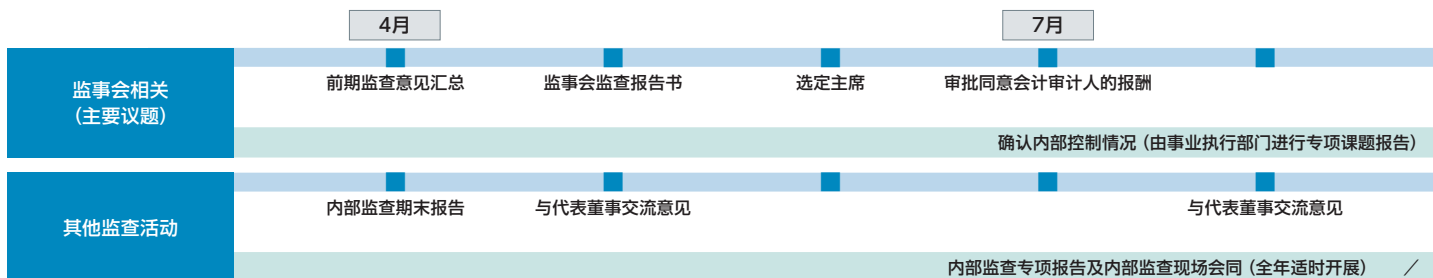 4月
7月
监事会相关
（主要议题）
前期监查意见汇总
监事会监查报告书
选定主席
审批同意会计审计人的报酬
确认内部控制情况（由事业执行部门进行专项课题报告）
其他监查活动
内部监查期末报告
与代表董事交流意见
与代表董事交流意见
内部监查专项报告及内部监查现场会同（全年适时开展）　／